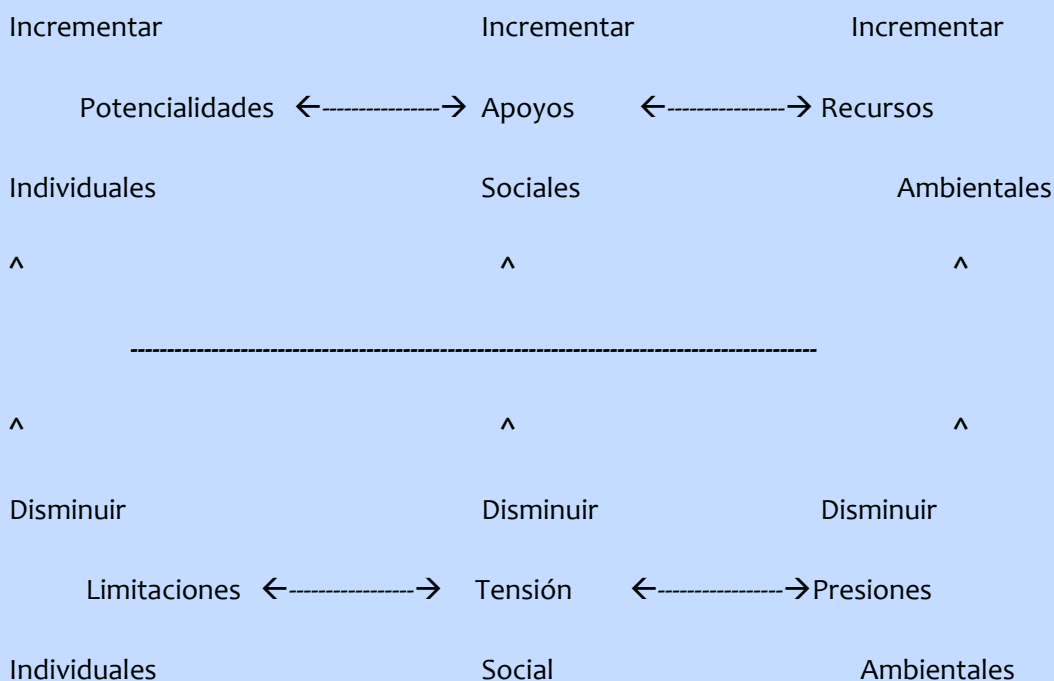 Incrementar Incrementar Incrementar
Potencialidades ←----------------→ Apoyos ←----------------→ Recursos
Individuales Sociales Ambientales
^ ^ ^
---------------------------------------------------------------------------------------------
^ ^ ^
Disminuir Disminuir Disminuir
Limitaciones ←-----------------→ Tensión ←-----------------→Presiones
Individuales Social Ambientales